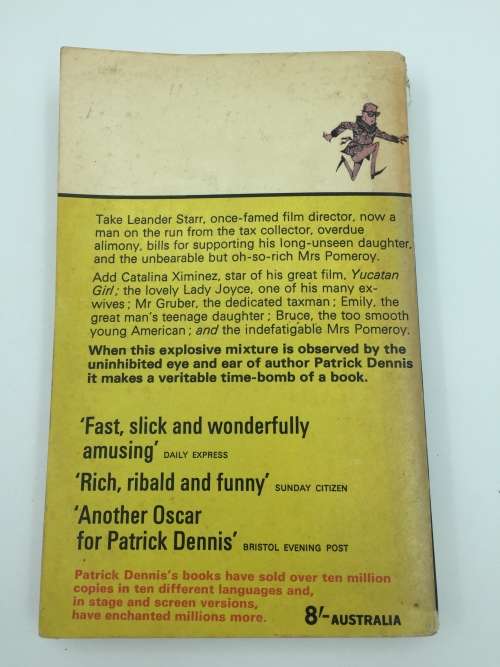 Take Leander Starr, once-famed film director, now a
man on the run from the tax collector, overdue
alimony, bills for supporting his long-unseen daughter,
and the unbearable but oh-so-rich Mrs Pomeroy.
Add Catalina Ximinez, star of his great film, Yucatan
Girl; the lovely Lady Joyce, one of his many ex-
wives; Mr Gruber, the dedicated taxman; Emily, the
great man's teenage daughter; Bruce, the too smooth
young American; and the indefatigable Mrs Pomeroy.
When this explosive mixture is observed by the
uninhibited eye and ear of author Patrick Dennis
it makes a veritable time-bomb of a book.
'Fast, slick and wonderfully
amusing' DAILY EXPRESS
'Rich, ribald and funny' SUNDAY CITIZEN
'Another Oscar
for Patrick Dennis' BRISTOL EVENING POST
Patrick Dennis's books have sold over ten million
copies in ten different languages and,
in stage and screen versions,
have enchanted millions more.
8/- AUSTRALIA